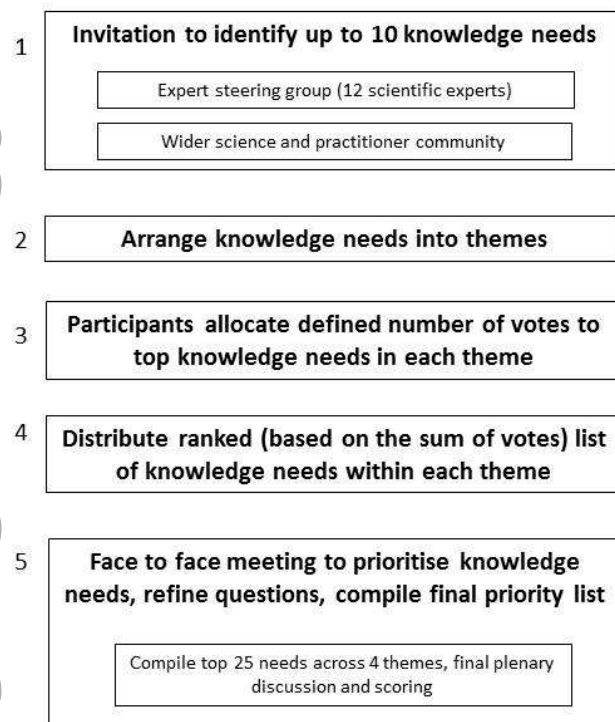 1
Invitation to identify up to 10 knowledge needs
Expert steering group (12 scientific experts)
Wider science and practitioner community
2
Arrange knowledge needs into themes
3
Participants allocate defined number of votes to
top knowledge needs in each theme
4
Distribute ranked (based on the sum of votes) list
of knowledge needs within each theme
5
Face to face meeting to prioritise knowledge
needs, refine questions, compile final priority list
Compile top 25 needs across 4 themes, final plenary
discussion and scoring